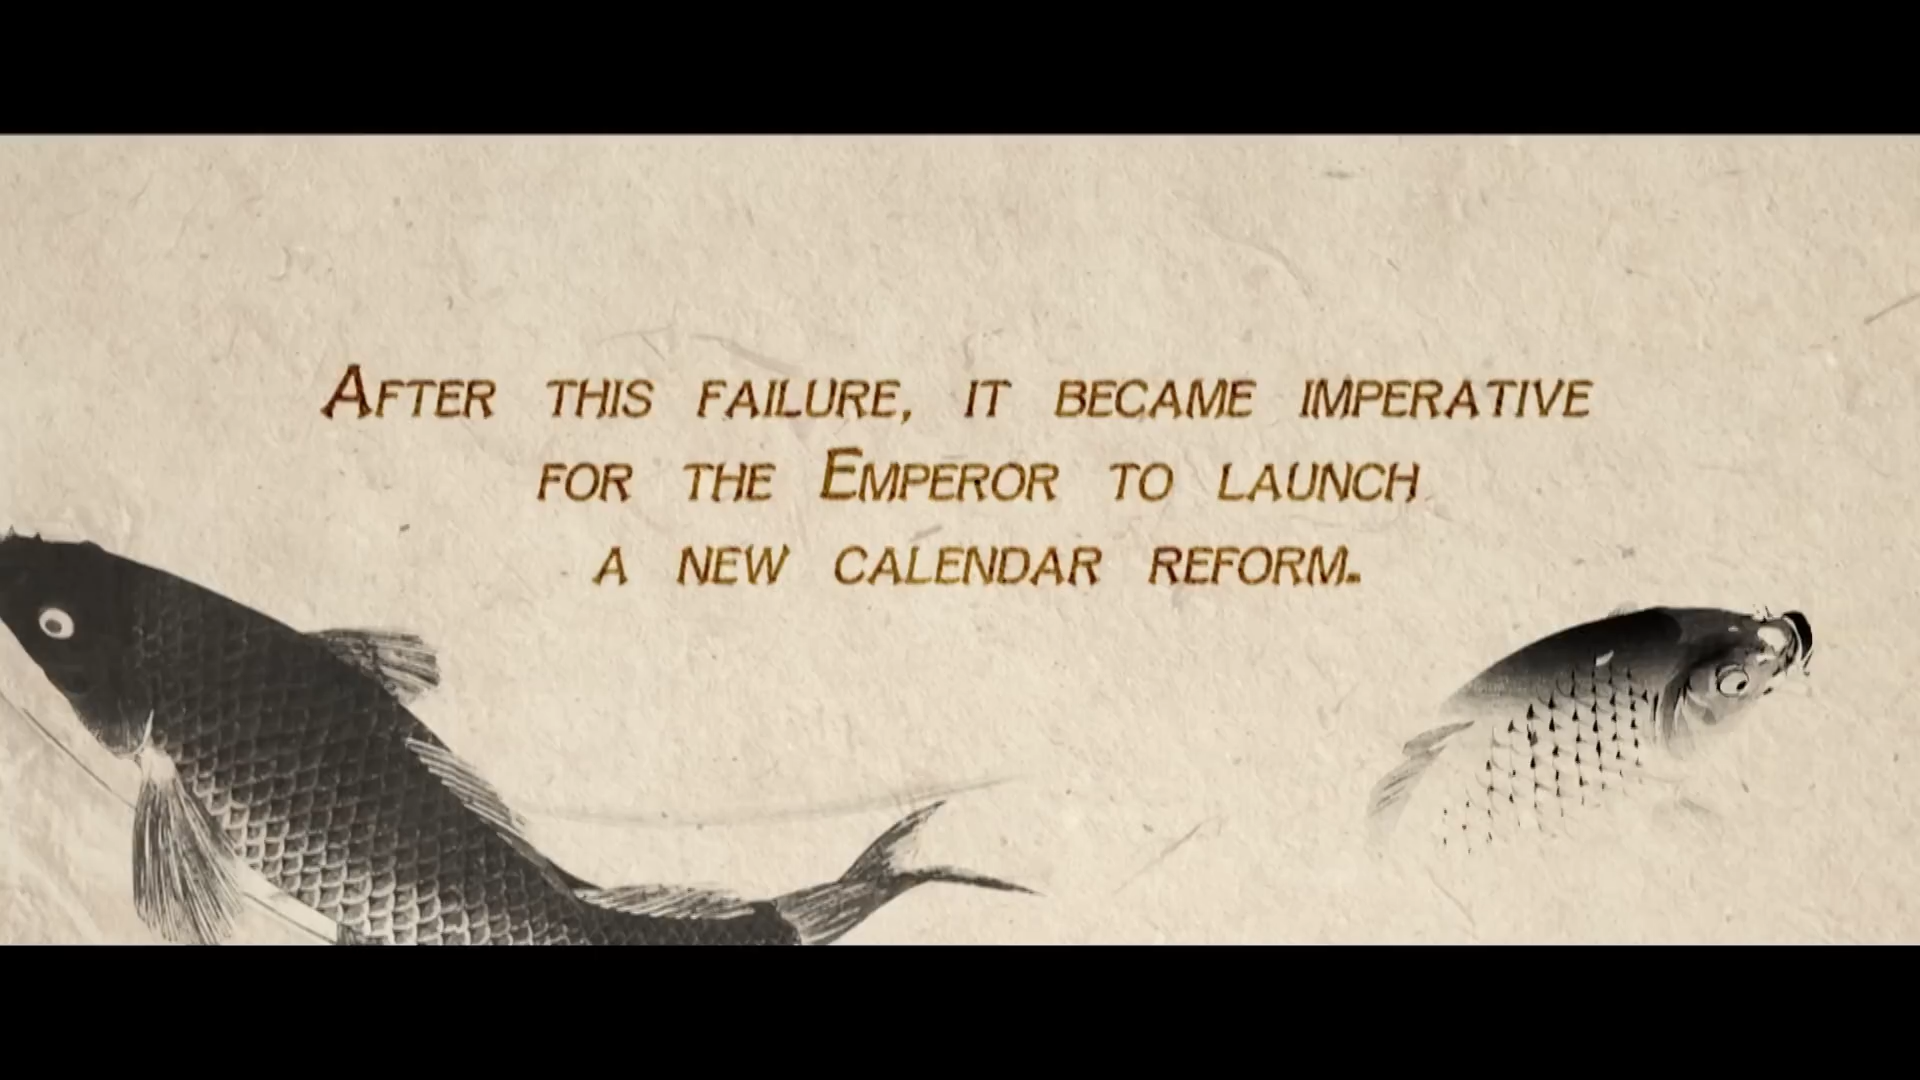 After this failure, it became imperative
for the Emperor to launch
a new calendar reform.